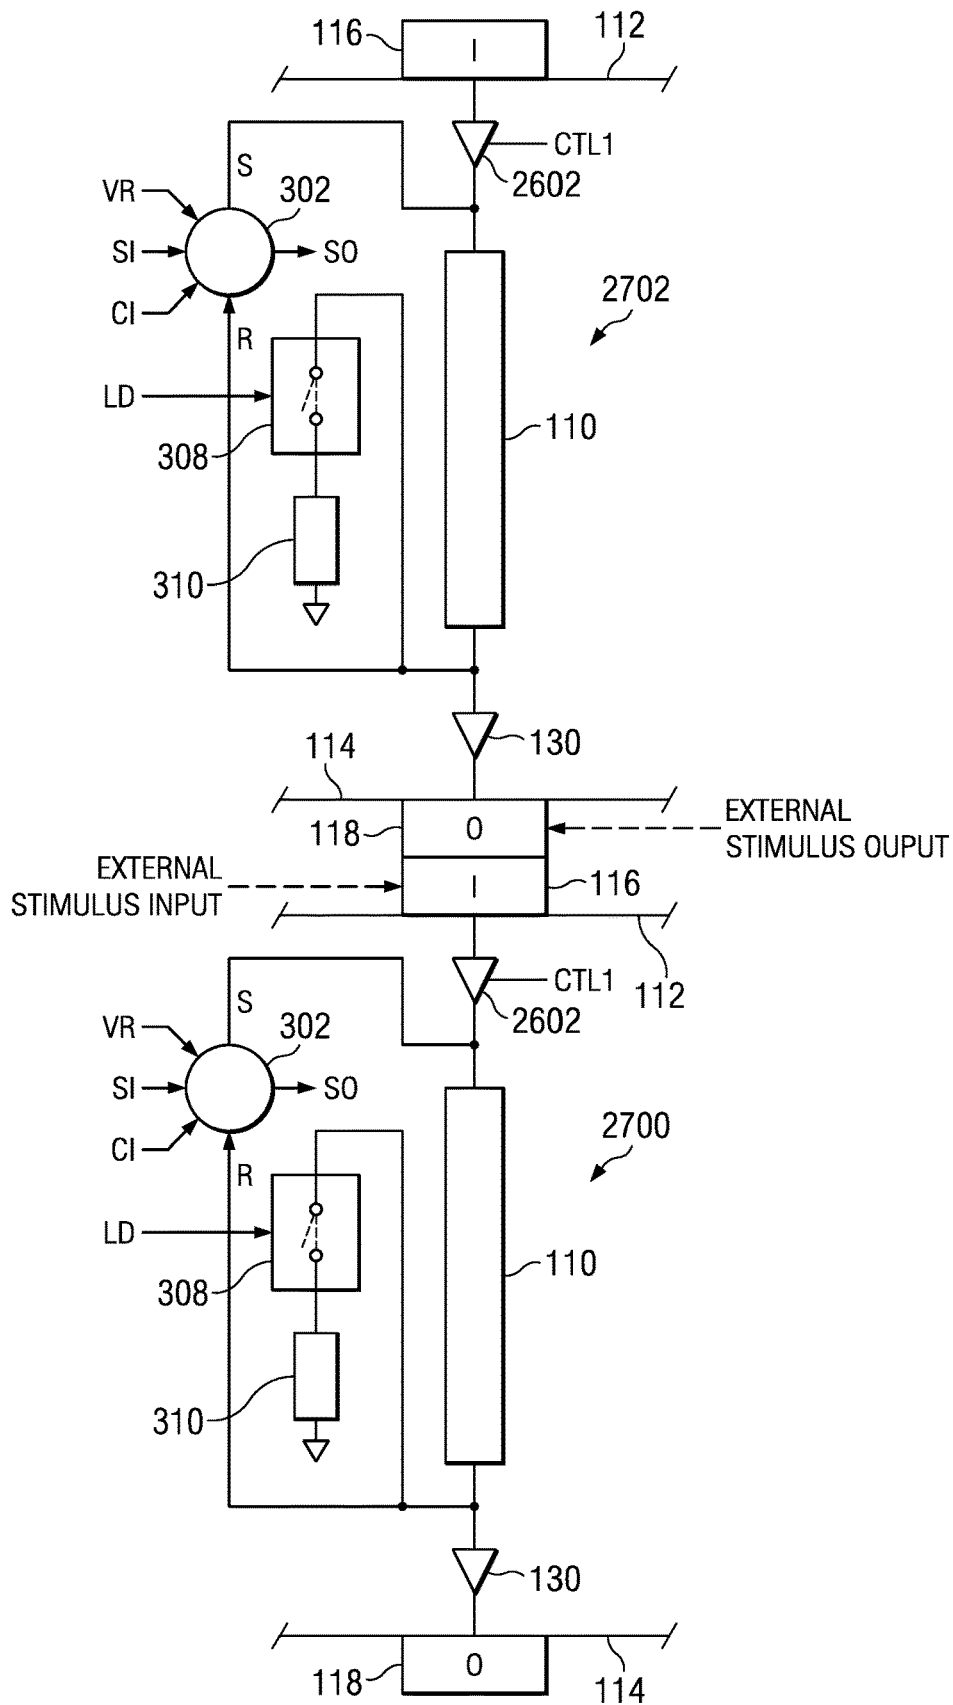 116
I
112
CTL1
2602
S
VR
302
SI
SO
CI
2702
R
LD
110
308
310
130
114
118
O
EXTERNAL
STIMULUS OUPUT
EXTERNAL
STIMULUS INPUT
I
116
112
CTL1
2602
S
VR
302
SI
SO
CI
2700
R
LD
110
308
310
130
118
O
114